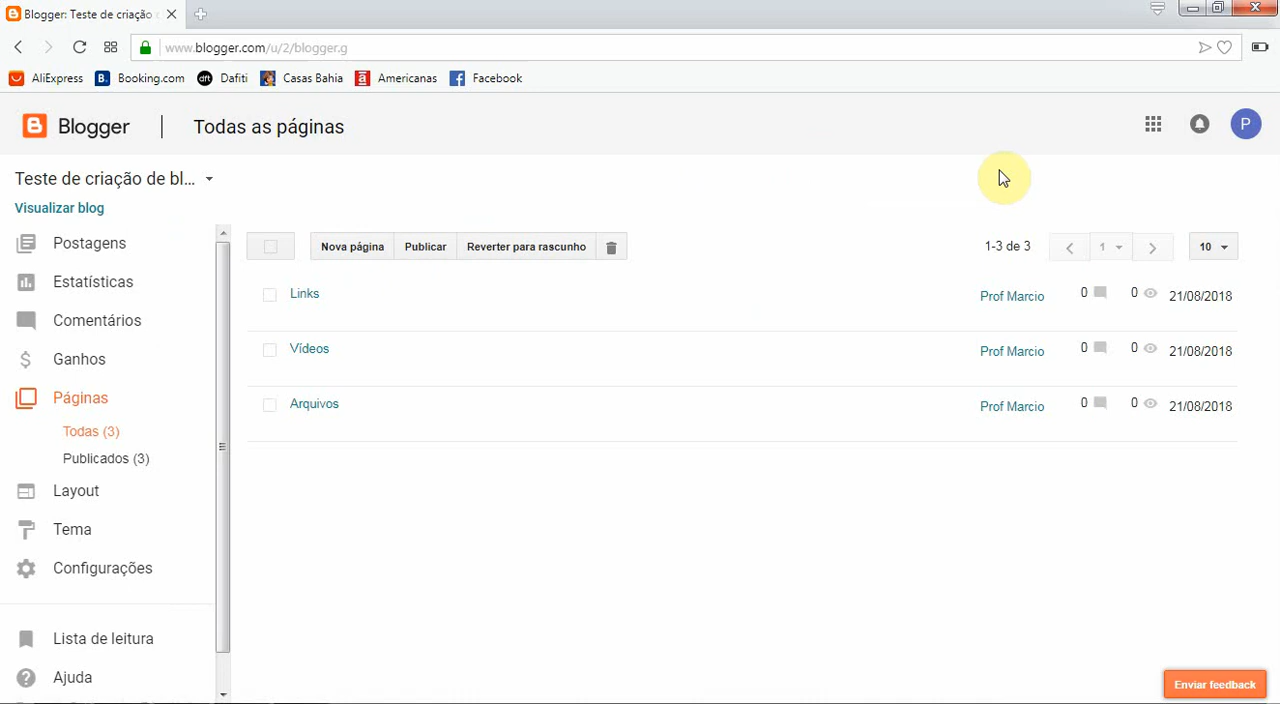 Blogger: Teste de criação
www.blogger.com/u/2/blogger.g
AliExpress B. Booking.com dft Dafiti Casas Bahia a Americanas f Facebook
Blogger | Todas as páginas P
Teste de criação de bl...
Visualizar blog
Postagens
Estatísticas
Comentários
$ Ganhos
Páginas
Todas (3)
Publicados (3)
Layout
Tema
Configurações
Lista de leitura
? Ajuda
Nova página Publicar Reverter para rascunho 1-3 de 3 1 10
Links Prof Marcio 0 0 21/08/2018
Vídeos Prof Marcio 0 0 21/08/2018
Arquivos Prof Marcio 0 0 21/08/2018
Enviar feedback